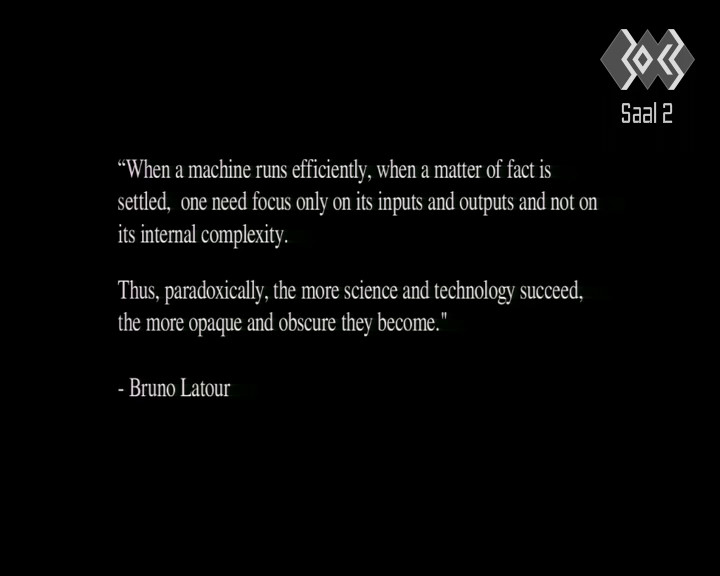 Saal 2
“When a machine runs efficiently, when a matter of fact is
settled,  one need focus only on its inputs and outputs and not on
its internal complexity.
Thus, paradoxically, the more science and technology succeed,
the more opaque and obscure they become."
- Bruno Latour